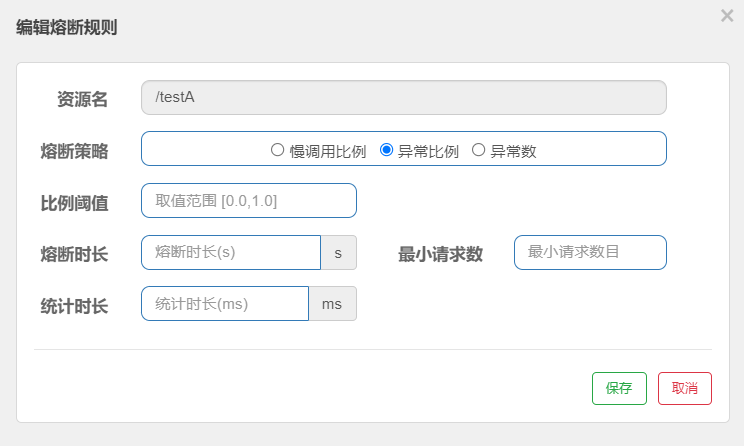 编辑熔断规则
×
资源名 /testA
熔断策略 慢调用比例 异常比例 异常数
比例阈值 取值范围 [0.0,1.0]
熔断时长 熔断时长(s) s 最小请求数 最小请求数目
统计时长 统计时长(ms) ms
保存 取消